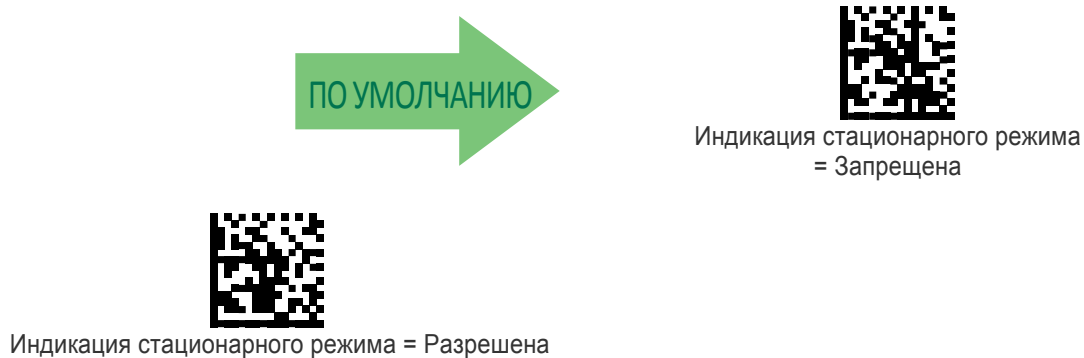 ПО УМОЛЧАНИЮ
Индикация стационарного режима
= Запрещена
Индикация стационарного режима = Разрешена